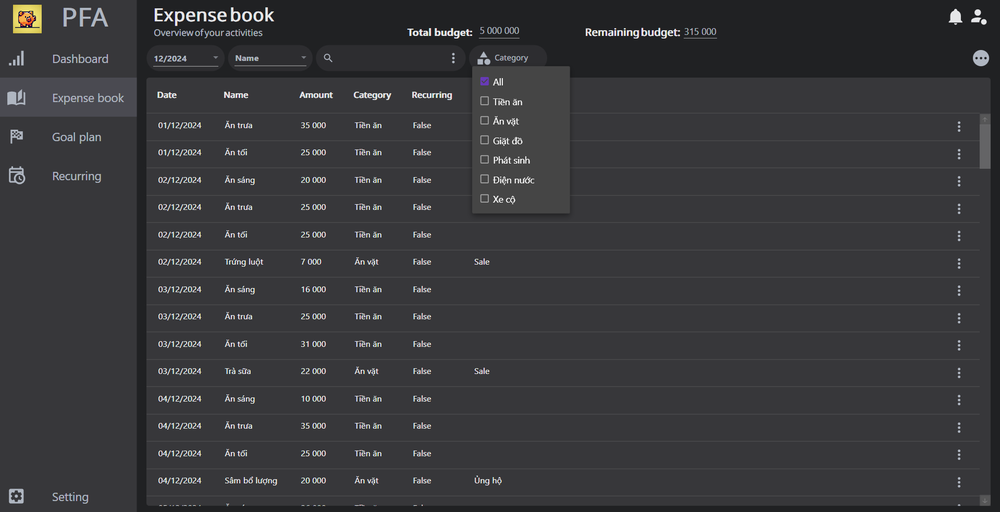 PFA
Dashboard
Expense book
Goal plan
Recurring
Setting
Expense book
Overview of your activities
Total budget: 5 000 000
Remaining budget: 315 000
12/2024
Name
Category
All
Tiền ăn
Ăn vặt
Giặt đồ
Phát sinh
Điện nước
Xe cộ
Date Name Amount Category Recurring
01/12/2024 Ăn trưa 35 000 Tiền ăn False
01/12/2024 Ăn tối 25 000 Tiền ăn False
02/12/2024 Ăn sáng 20 000 Tiền ăn False
02/12/2024 Ăn trưa 25 000 Tiền ăn False
02/12/2024 Ăn tối 25 000 Tiền ăn False
02/12/2024 Trứng luột 7 000 Ăn vặt False Sale
03/12/2024 Ăn sáng 16 000 Tiền ăn False
03/12/2024 Ăn trưa 25 000 Tiền ăn False
03/12/2024 Ăn tối 31 000 Tiền ăn False
03/12/2024 Trà sữa 22 000 Ăn vặt False Sale
04/12/2024 Ăn sáng 10 000 Tiền ăn False
04/12/2024 Ăn trưa 35 000 Tiền ăn False
04/12/2024 Ăn tối 25 000 Tiền ăn False
04/12/2024 Sâm bổ lượng 20 000 Ăn vặt False Ủng hộ